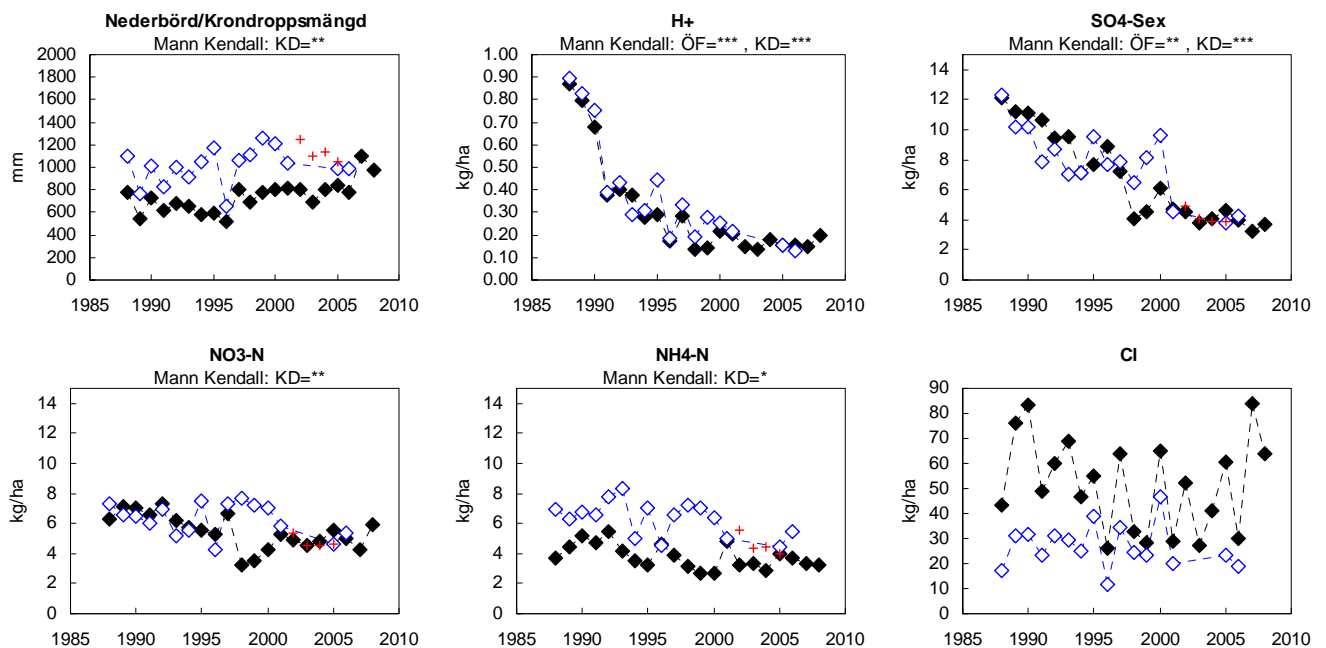 Nederbörd/Krondroppsmängd
Mann Kendall: KD=**
2000
1800
1600
1400
1200
1000
800
600
400
200
0
mm
1985 1990 1995 2000 2005 2010
H+
Mann Kendall: ÖF=*** , KD=***
1.00
0.90
0.80
0.70
0.60
0.50
0.40
0.30
0.20
0.10
0.00
kg/ha
1985 1990 1995 2000 2005 2010
SO4-Sex
Mann Kendall: ÖF=** , KD=***
14
12
10
8
6
4
2
0
kg/ha
1985 1990 1995 2000 2005 2010
NO3-N
Mann Kendall: KD=**
14
12
10
8
6
4
2
0
kg/ha
1985 1990 1995 2000 2005 2010
NH4-N
Mann Kendall: KD=*
14
12
10
8
6
4
2
0
kg/ha
1985 1990 1995 2000 2005 2010
Cl
90
80
70
60
50
40
30
20
10
0
kg/ha
1985 1990 1995 2000 2005 2010